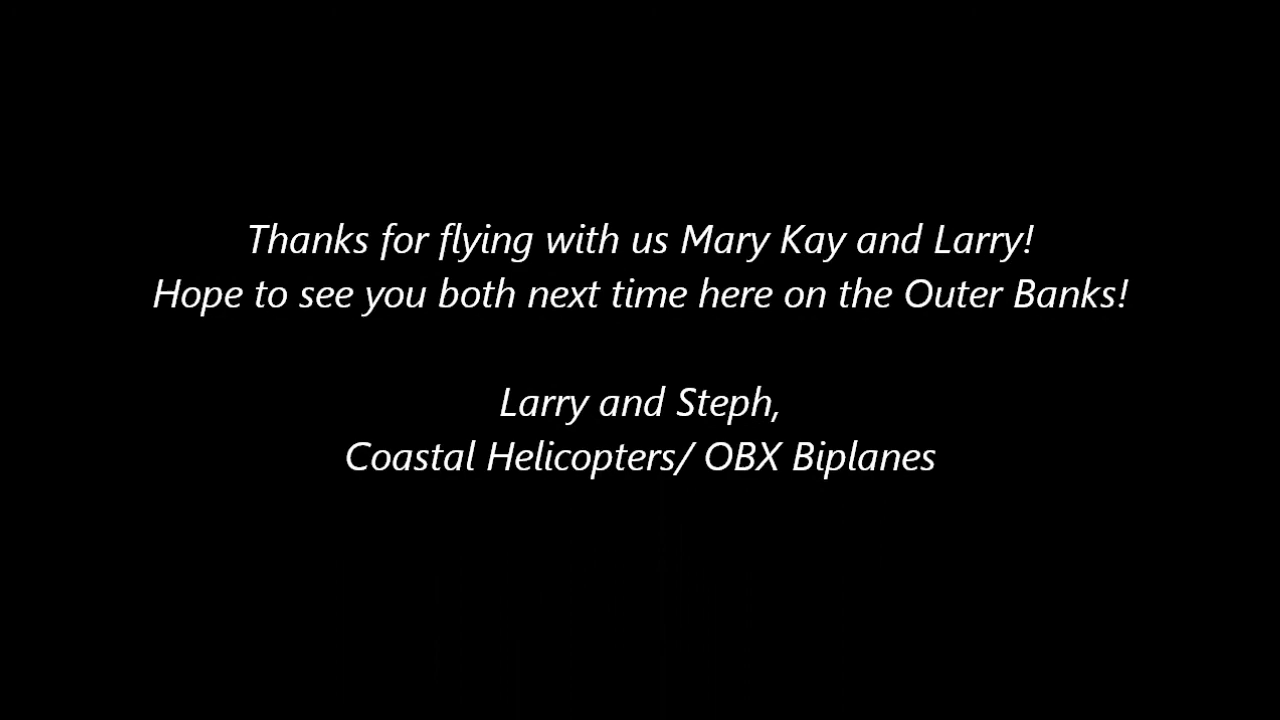 Thanks for flying with us Mary Kay and Larry!
Hope to see you both next time here on the Outer Banks!
Larry and Steph,
Coastal Helicopters/ OBX Biplanes